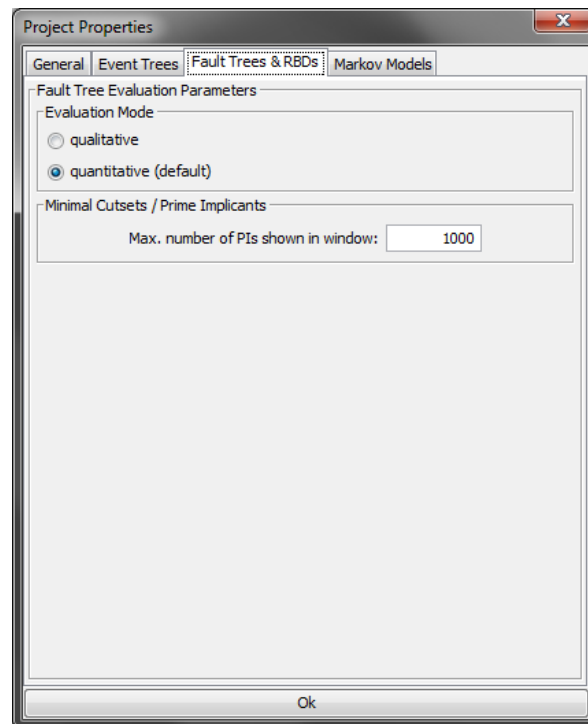 Project Properties
General Event Trees Fault Trees & RBDs Markov Models
Fault Tree Evaluation Parameters
Evaluation Mode
qualitative
quantitative (default)
Minimal Cutsets / Prime Implicants
Max. number of PIs shown in window: 1000
Ok